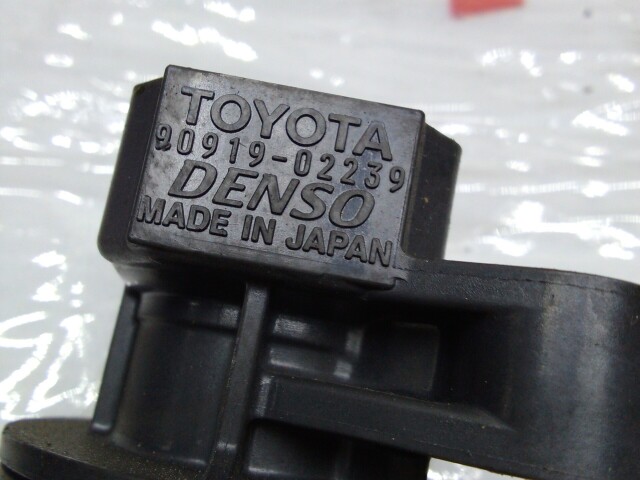 TOYOTA
90919-02239
DENSO
MADE IN JAPAN